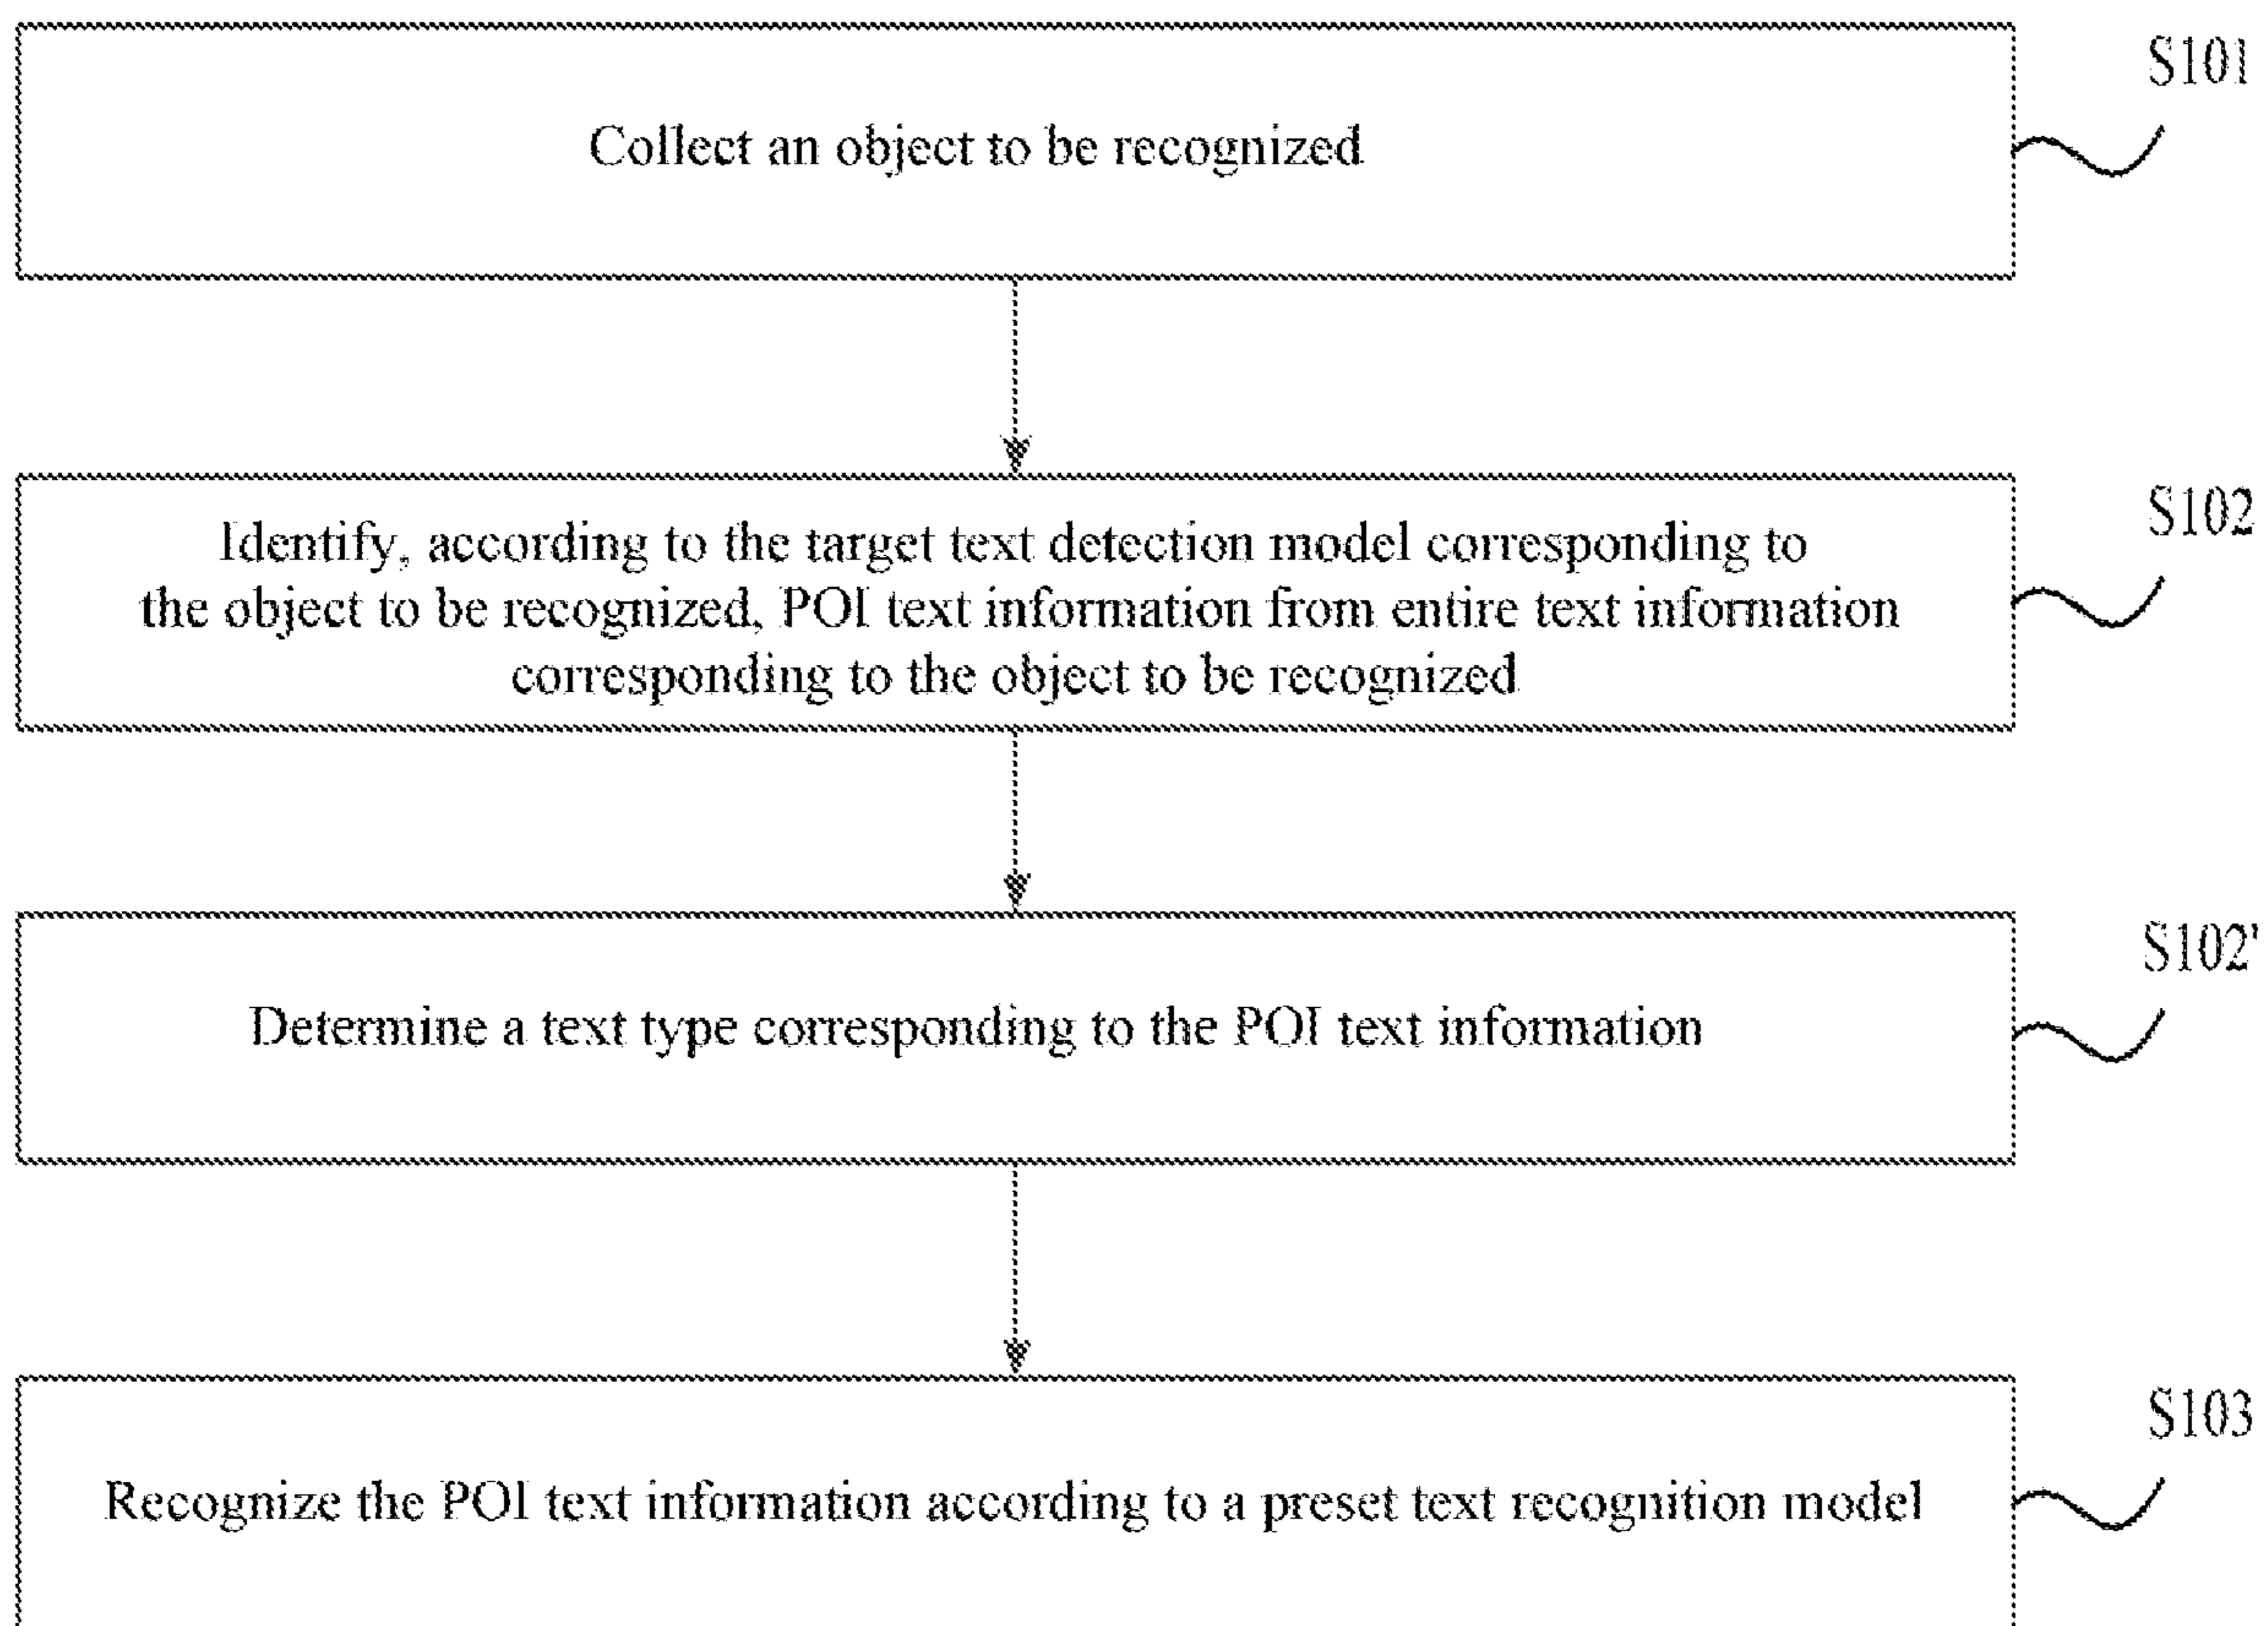 S101
Collect an object to be recognized
S102
Identify, according to the target text detection model corresponding to
the object to be recognized, POI text information from entire text information
corresponding to the object to be recognized
S102'
Determine a text type corresponding to the POI text information
S103
Recognize the POI text information according to a preset text recognition model